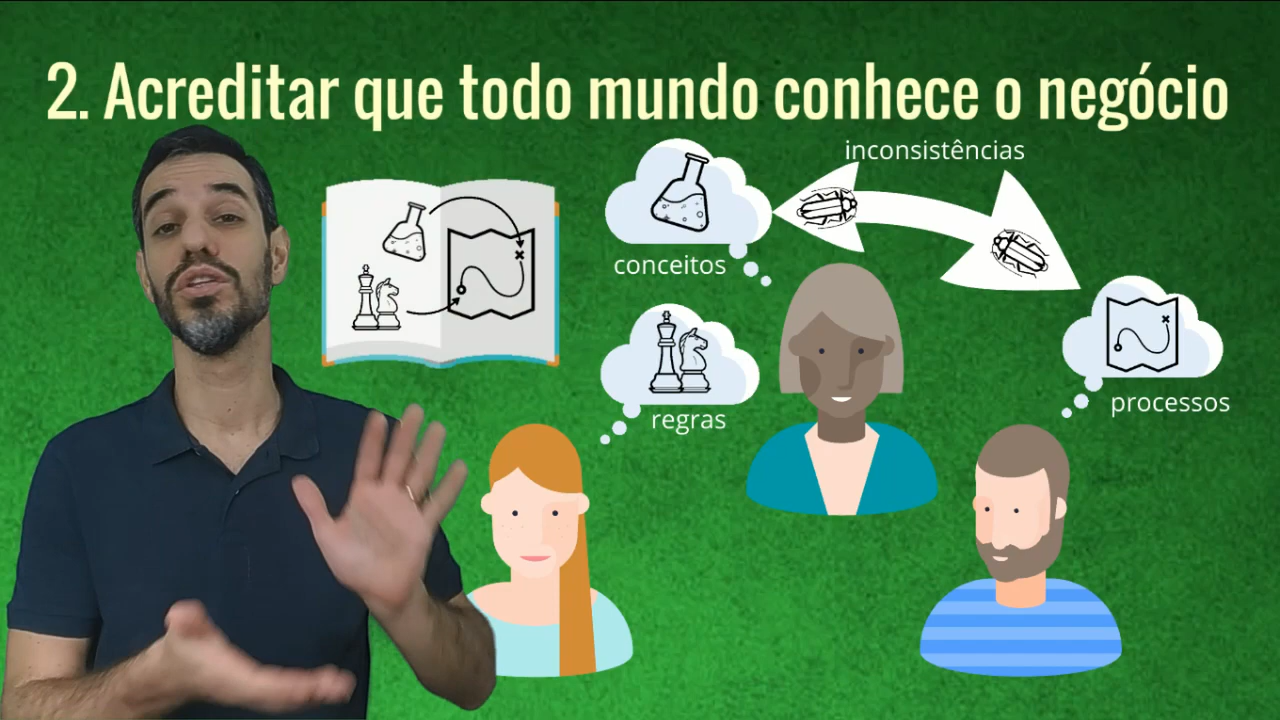 2. Acreditar que todo mundo conhece o negócio
inconsistências
conceitos
regras
processos